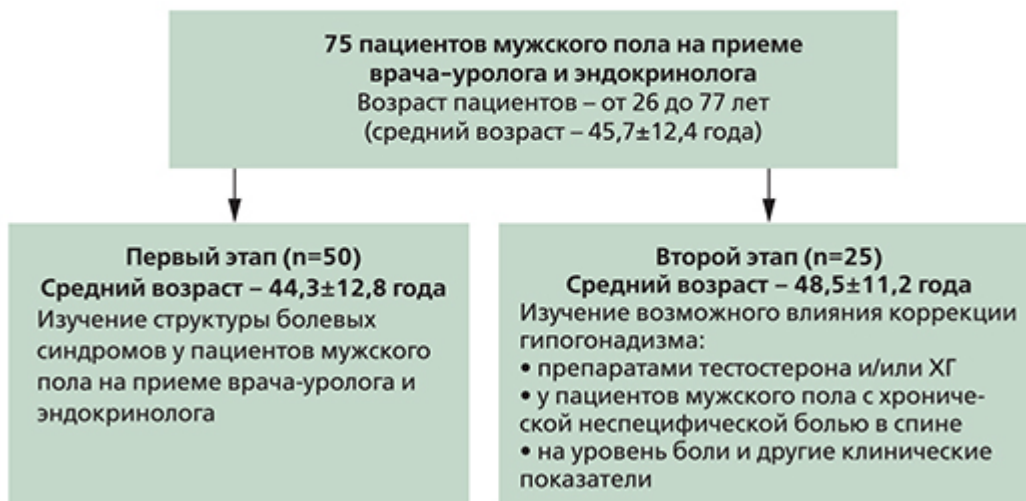 75 пациентов мужского пола на приеме
врача-уролога и эндокринолога
Возраст пациентов – от 26 до 77 лет
(средний возраст – 45,7±12,4 года)
Первый этап (n=50)
Средний возраст – 44,3±12,8 года
Изучение структуры болевых
синдромов у пациентов мужского
пола на приеме врача-уролога и
эндокринолога
Второй этап (n=25)
Средний возраст – 48,5±11,2 года
Изучение возможного влияния коррекции
гипогонадизма:
• препаратами тестостерона и/или ХГ
• у пациентов мужского пола с хрониче-
ской неспецифической болью в спине
• на уровень боли и другие клинические
показатели